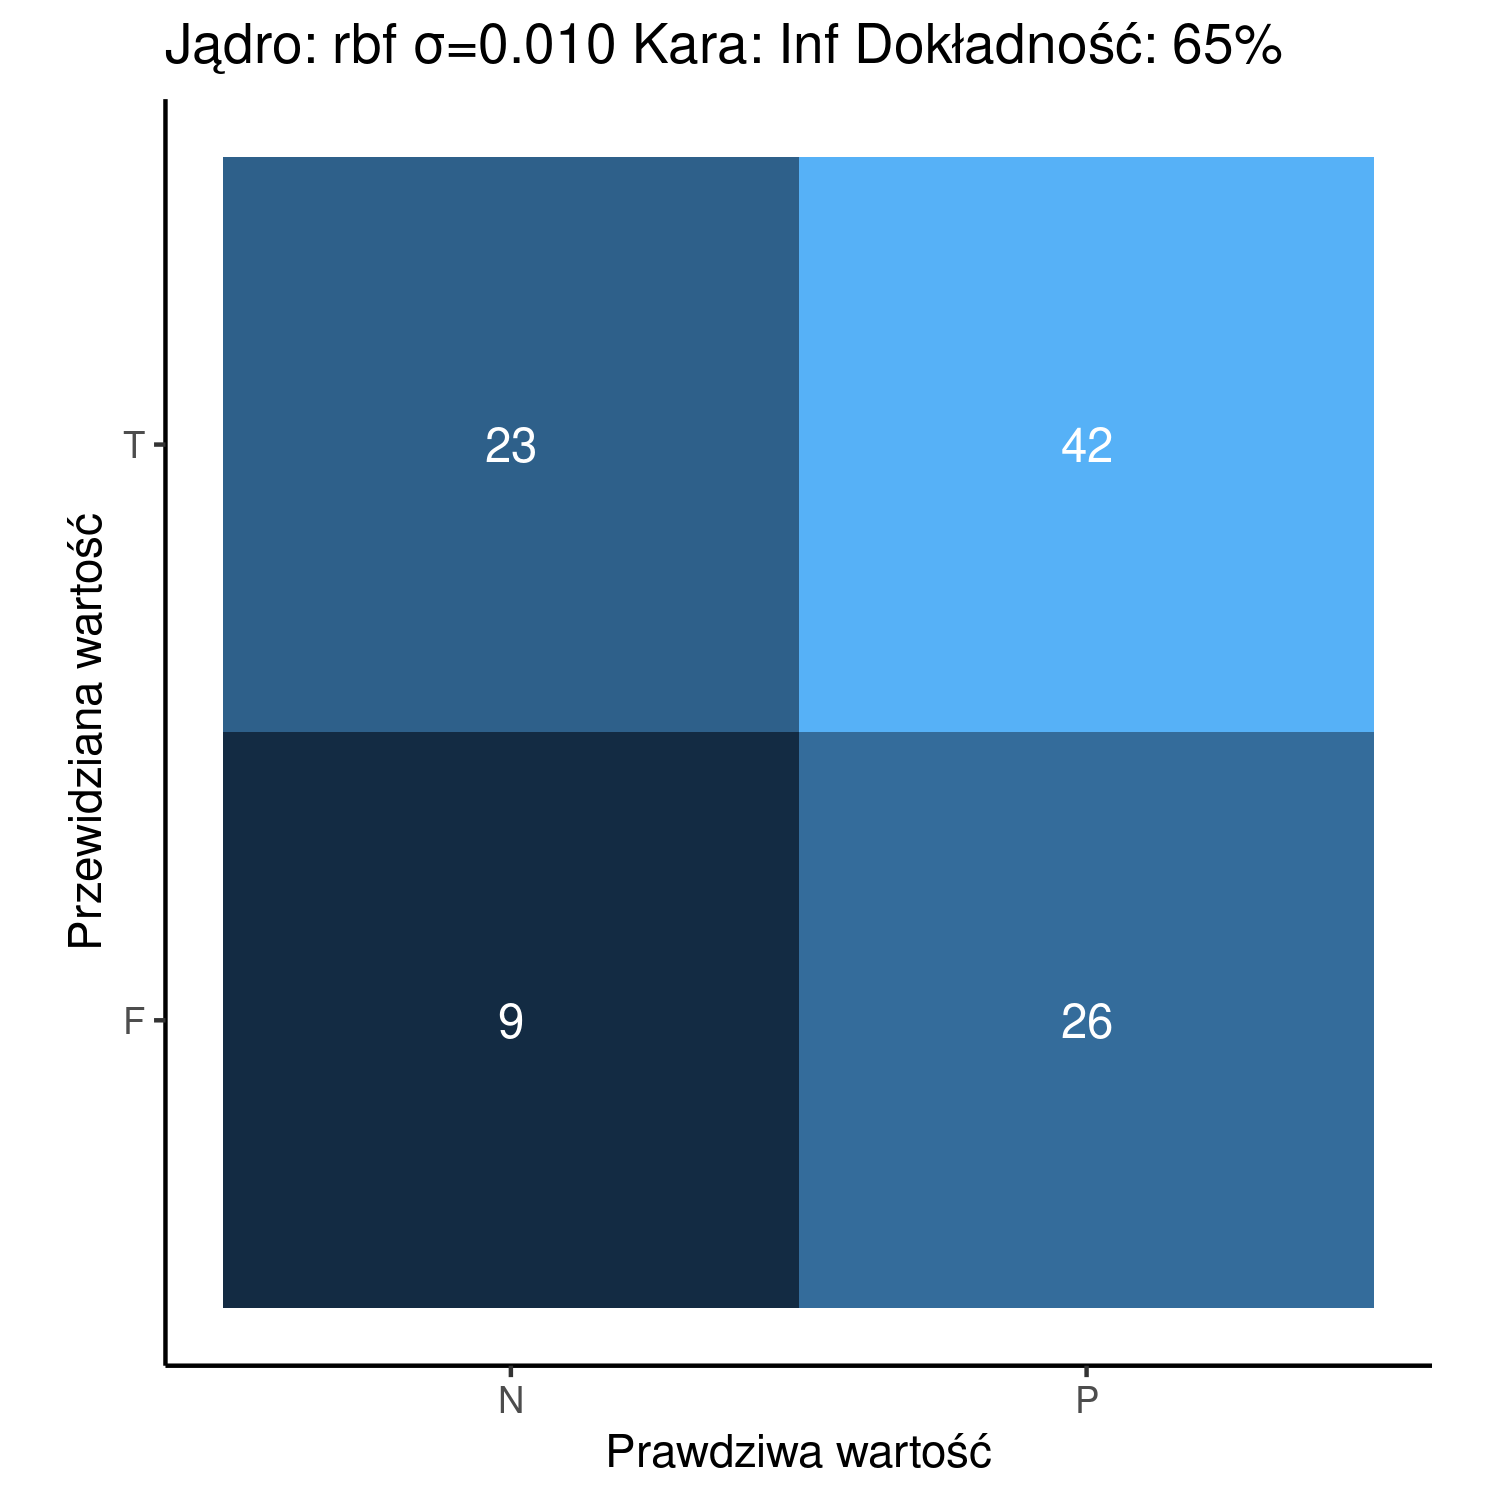 Jądro: rbf σ=0.010 Kara: Inf Dokładność: 65%
Przewidziana wartość
T
23
42
F
9
26
N
P
Prawdziwa wartość